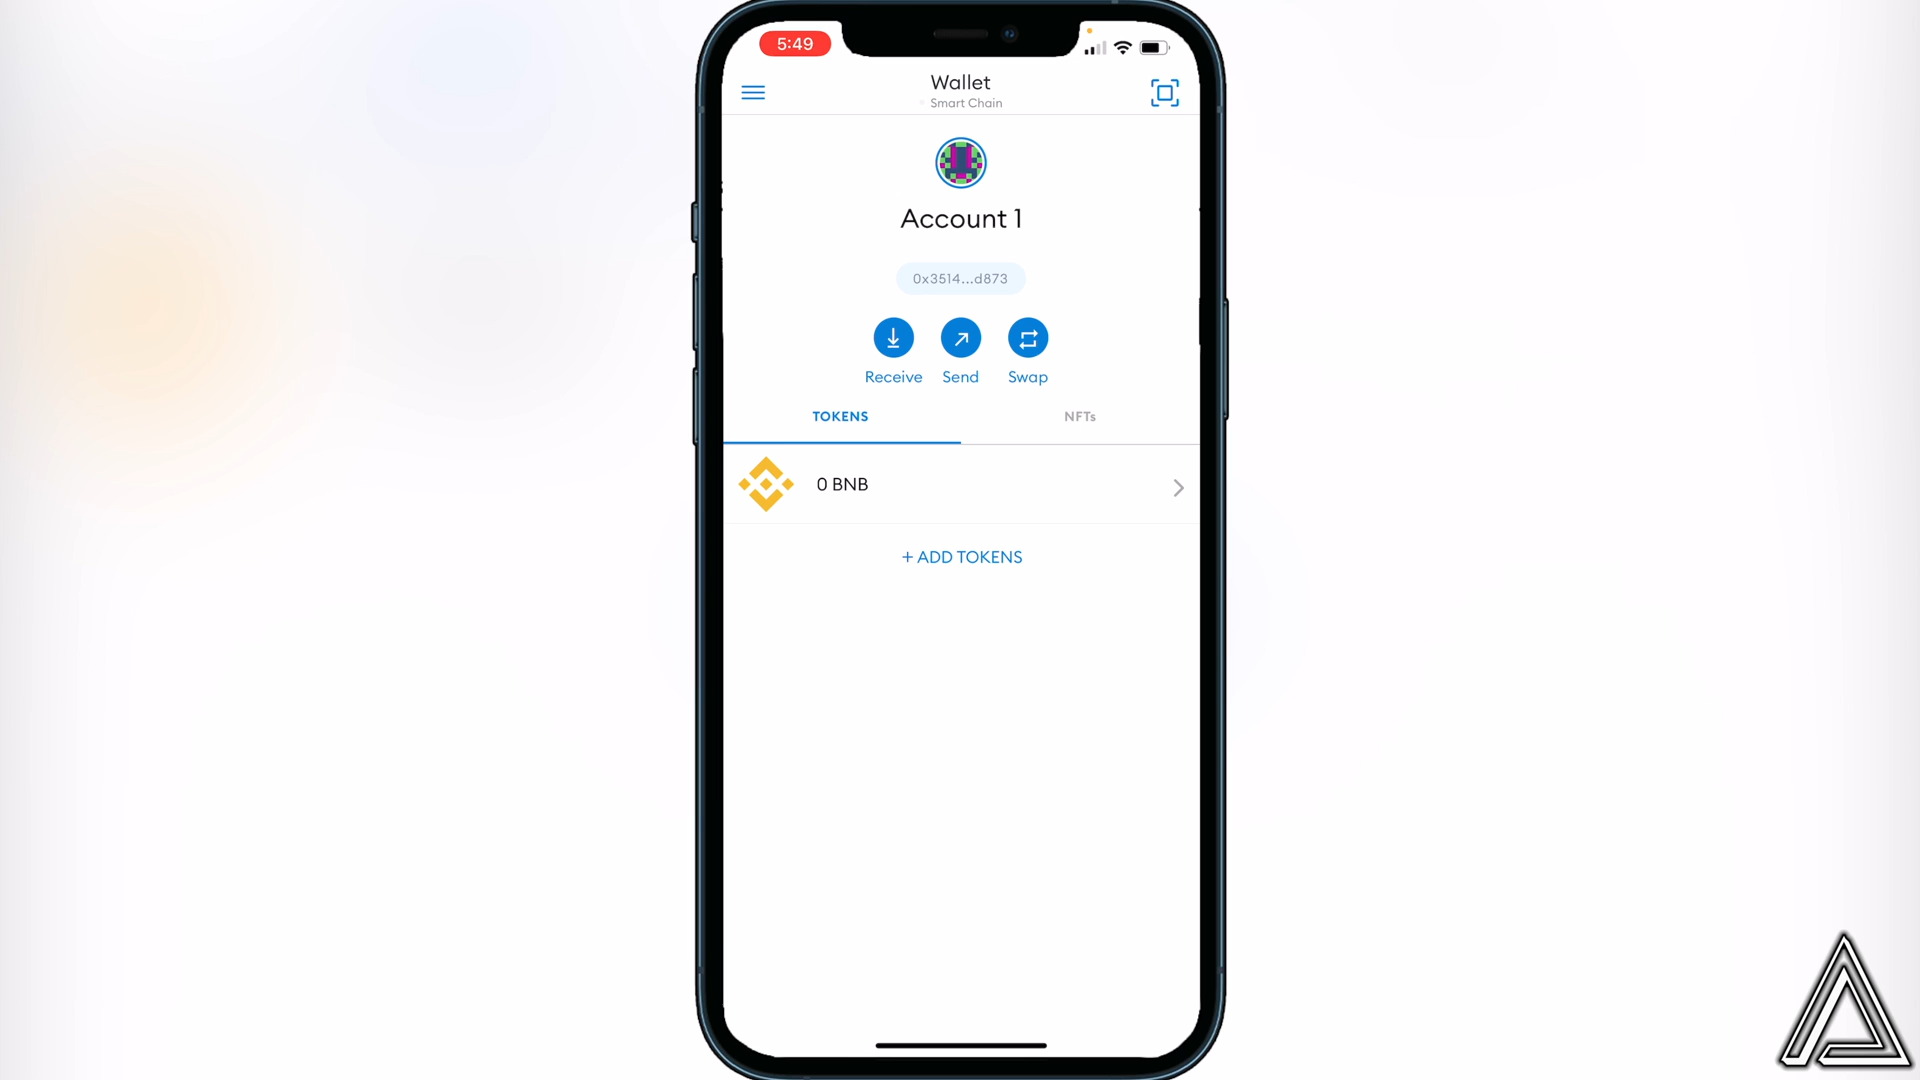 5:49
Wallet
Smart Chain
Account 1
0x3514...d873
Receive
Send
Swap
TOKENS
NFTs
0 BNB
+ ADD TOKENS